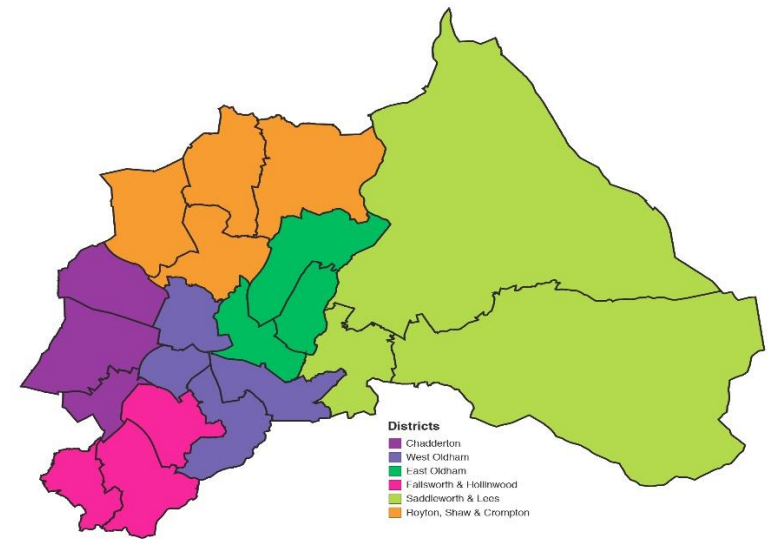 Districts
Chadderton
West Oldham
East Oldham
Failsworth & Hollinwood
Saddleworth & Lees
Royton, Shaw & Crompton